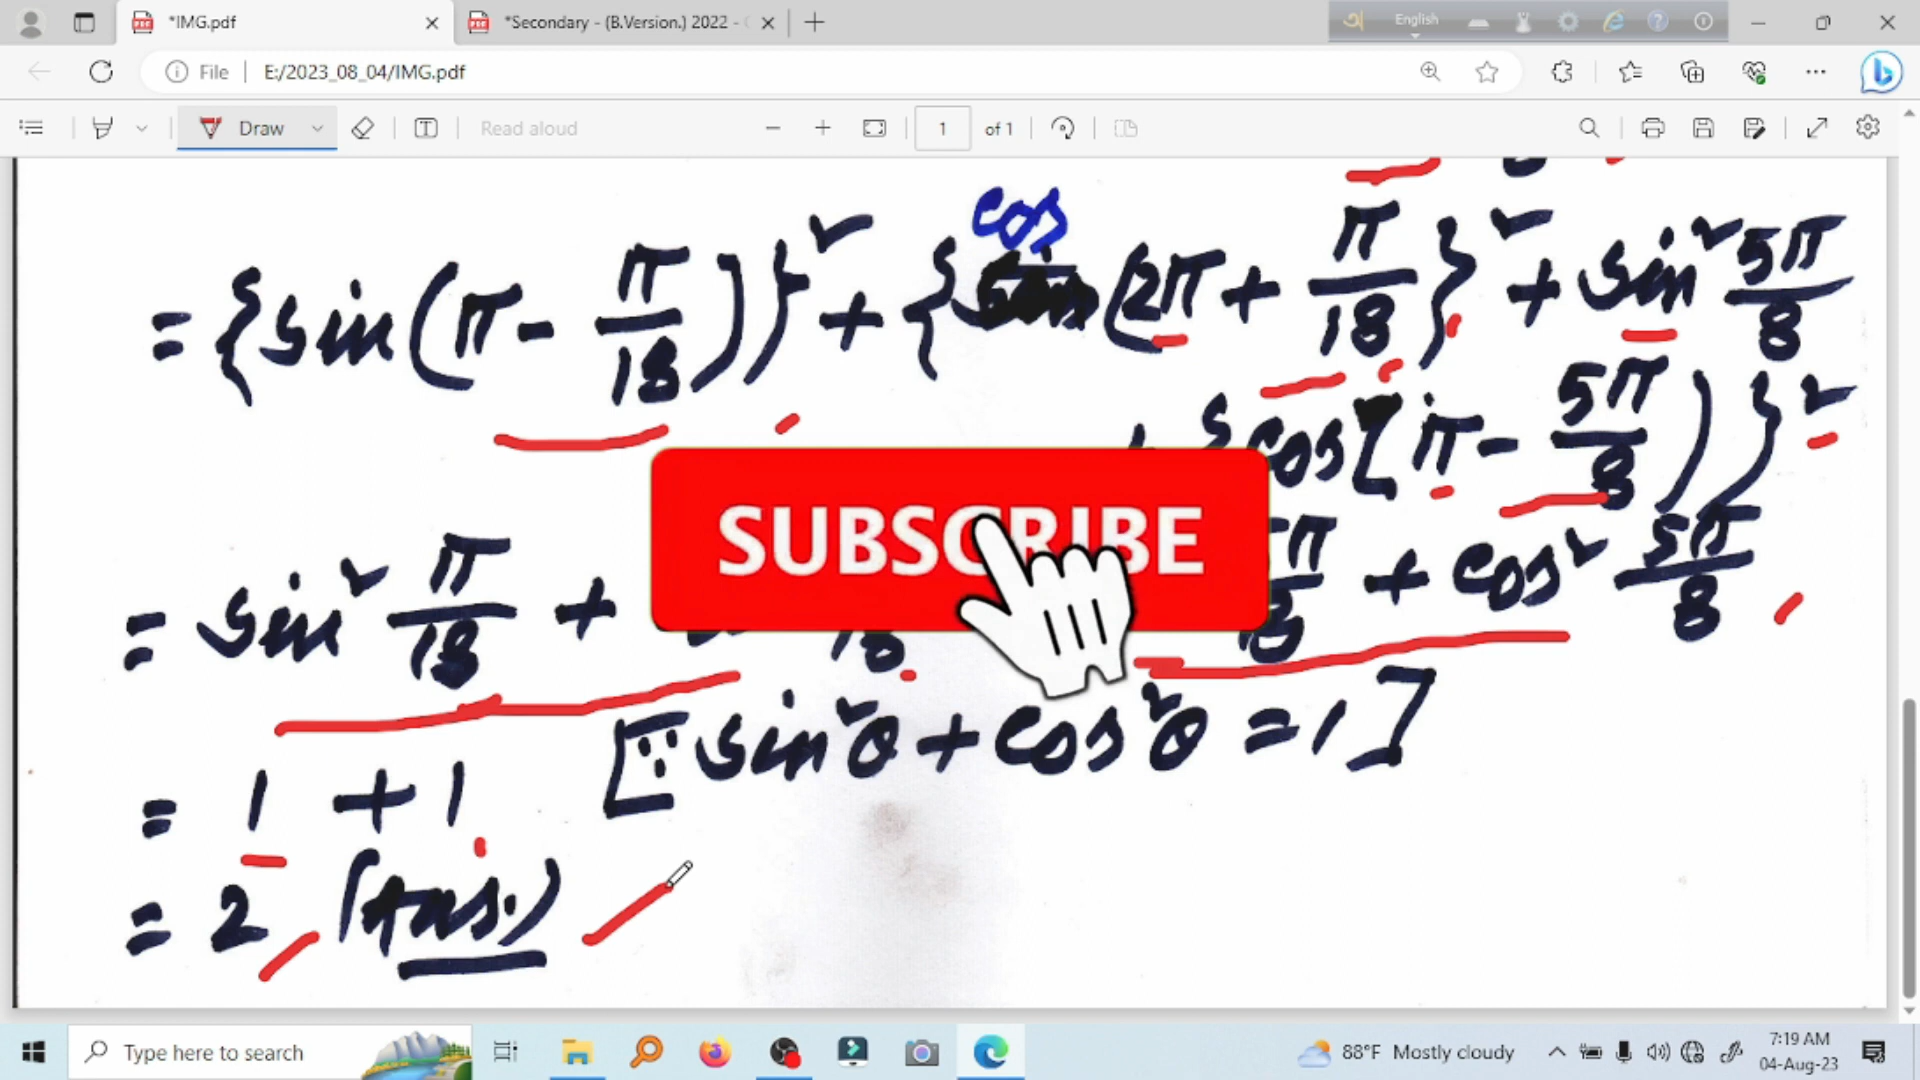 *IMG.pdf
*Secondary - (B.Version.) 2022 -
English
File
E:/2023_08_04/IMG.pdf
Draw
Read aloud
1 of 1
= {sin(π - π/18)}² + {cos(2π + π/18}² + sin² 5π/8
cos[π - 5π/8)}²
= sin² π/18 + 5π/8 + cos² 5π/8
SUBSCRIBE
= 1 + 1 [∵ sin²θ + cos²θ = 1]
= 2 (Ans.)
Type here to search
88°F Mostly cloudy
7:19 AM
04-Aug-23